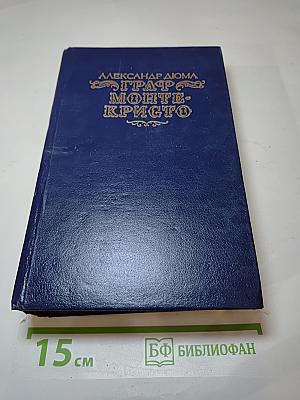 АЛЕКСАНДР ДЮМА
ГРАФ
МОНТЕ-
КРИСТО
15 см
БФ БИБЛИОФАН